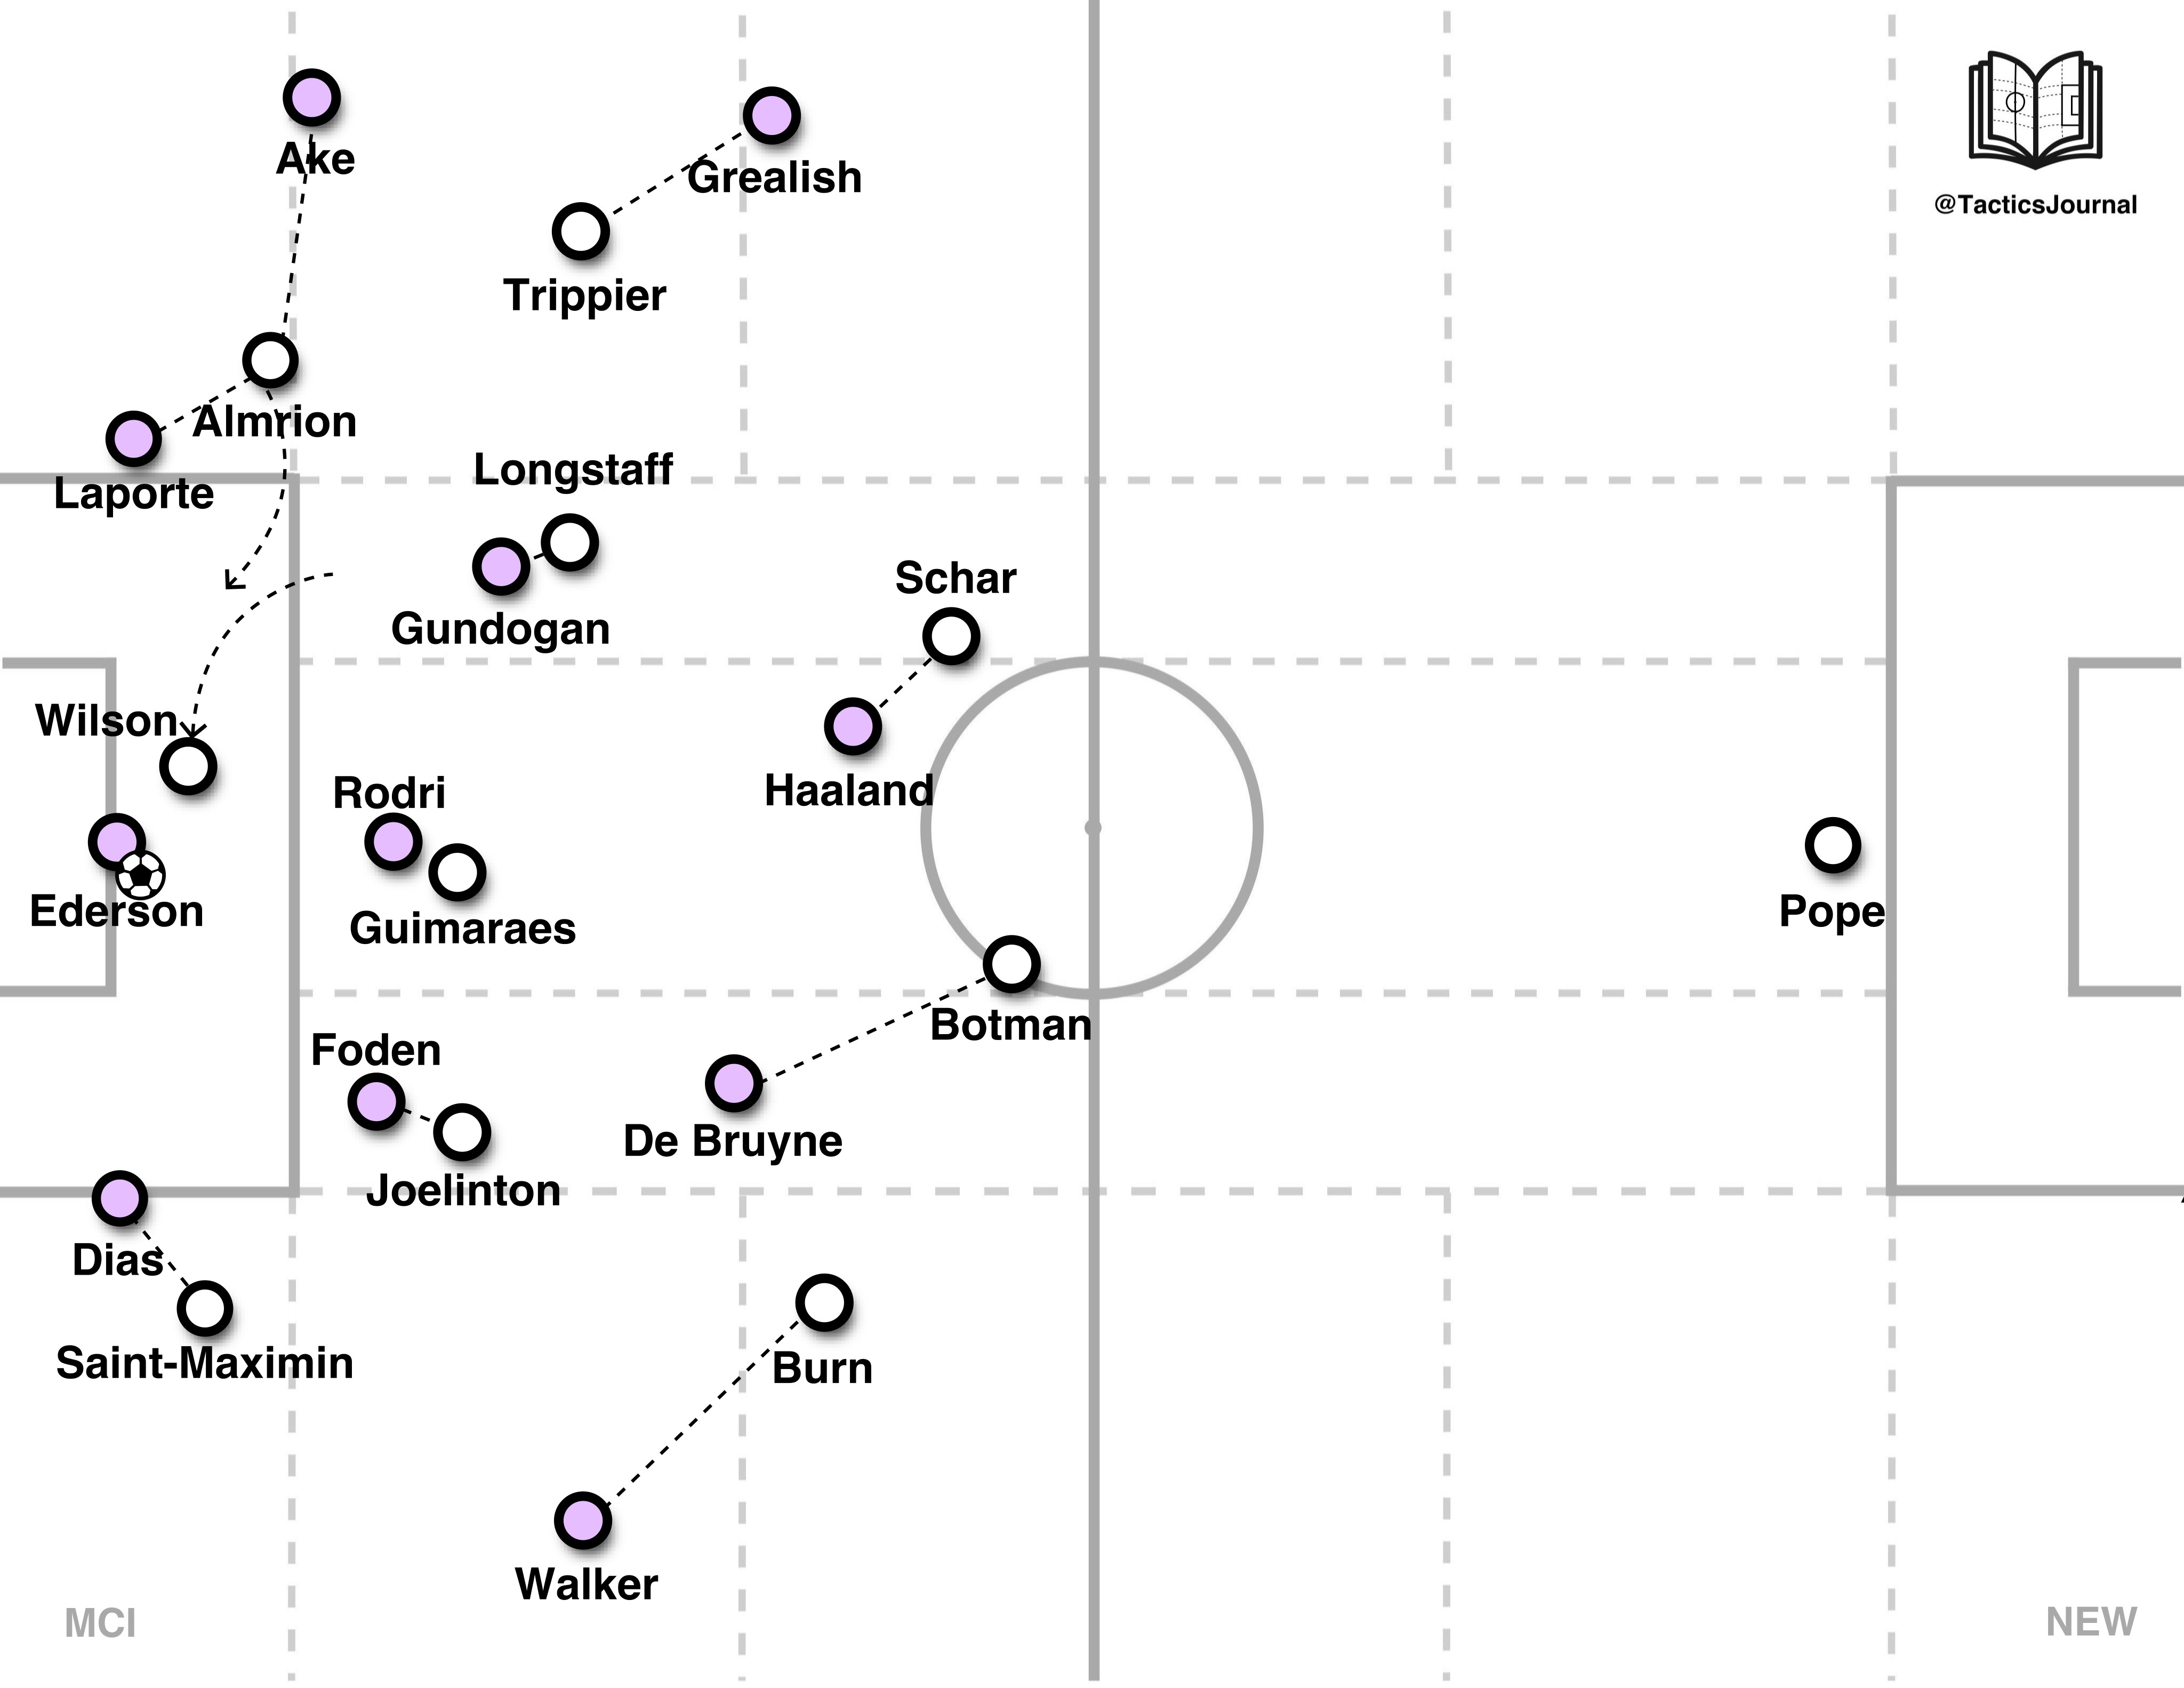 @TacticsJournal
Ake
Grealish
Trippier
Almrion
Longstaff
Laporte
Schar
Gundogan
Wilson
Rodri
Haaland
Ederson
Guimaraes
Pope
Botman
Foden
De Bruyne
Joelinton
Dias
Saint-Maximin
Burn
Walker
MCI
NEW